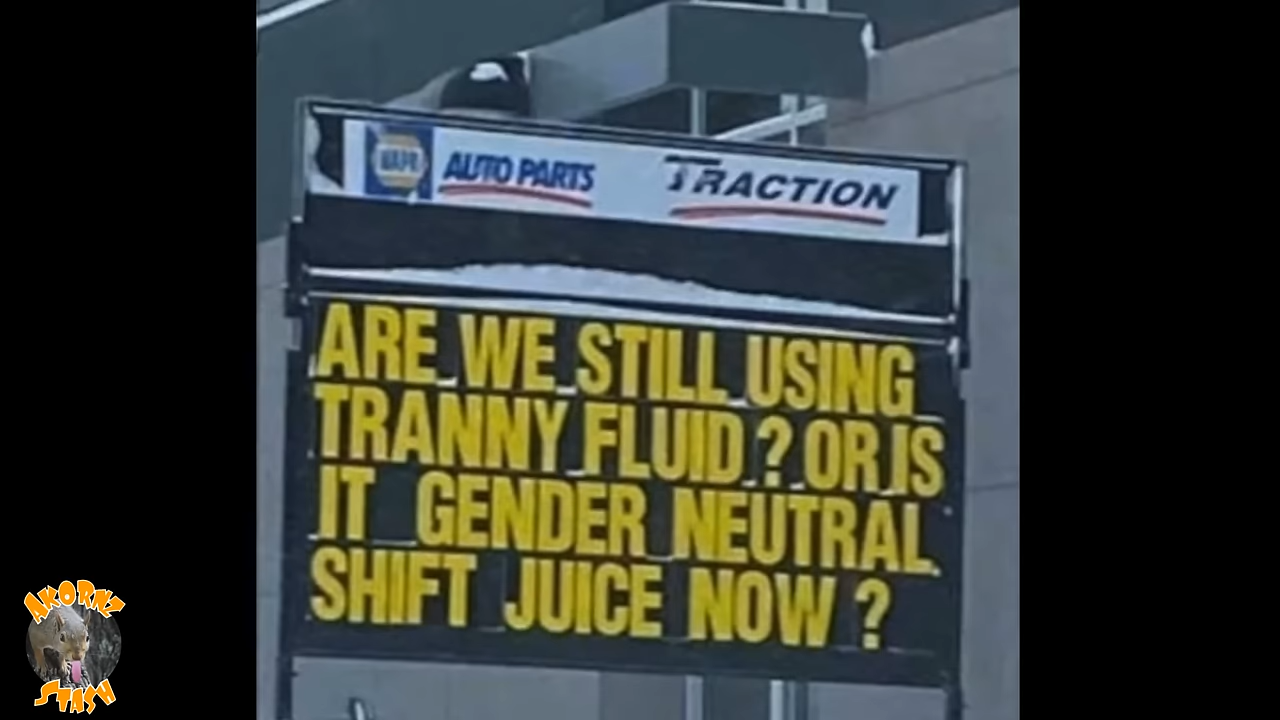 NAPA AUTO PARTS TRACTION
ARE WE STILL USING
TRANNY FLUID ? OR IS
IT GENDER NEUTRAL
SHIFT JUICE NOW ?
AKORNZ
STASH